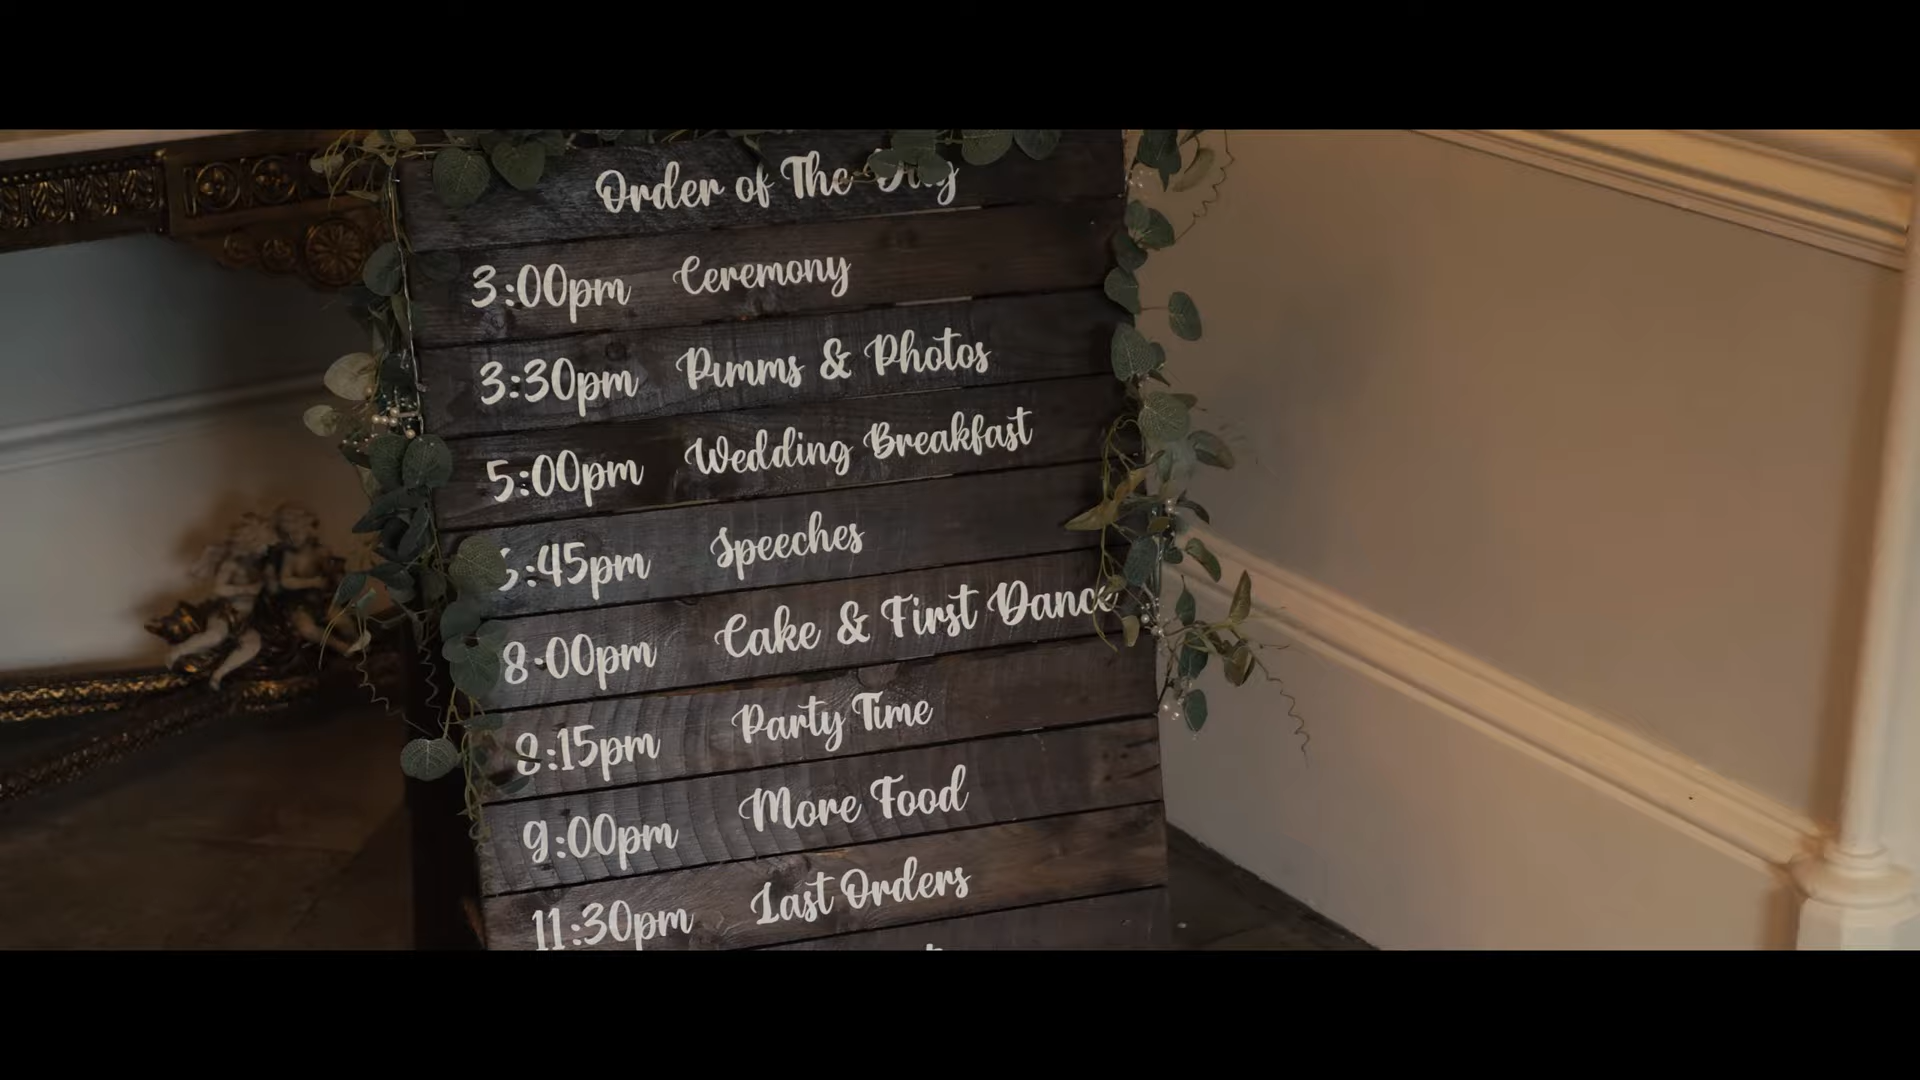 Order of The Day
3:00pm Ceremony
3:30pm Pimms & Photos
5:00pm Wedding Breakfast
:45pm Speeches
8:00pm Cake & First Dance
8:15pm Party Time
9:00pm More Food
11:30pm Last Orders